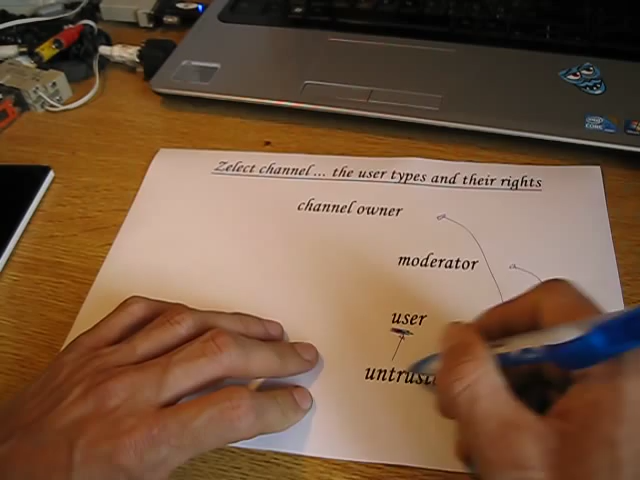 Zelect channel... the user types and their rights
channel owner
moderator
user